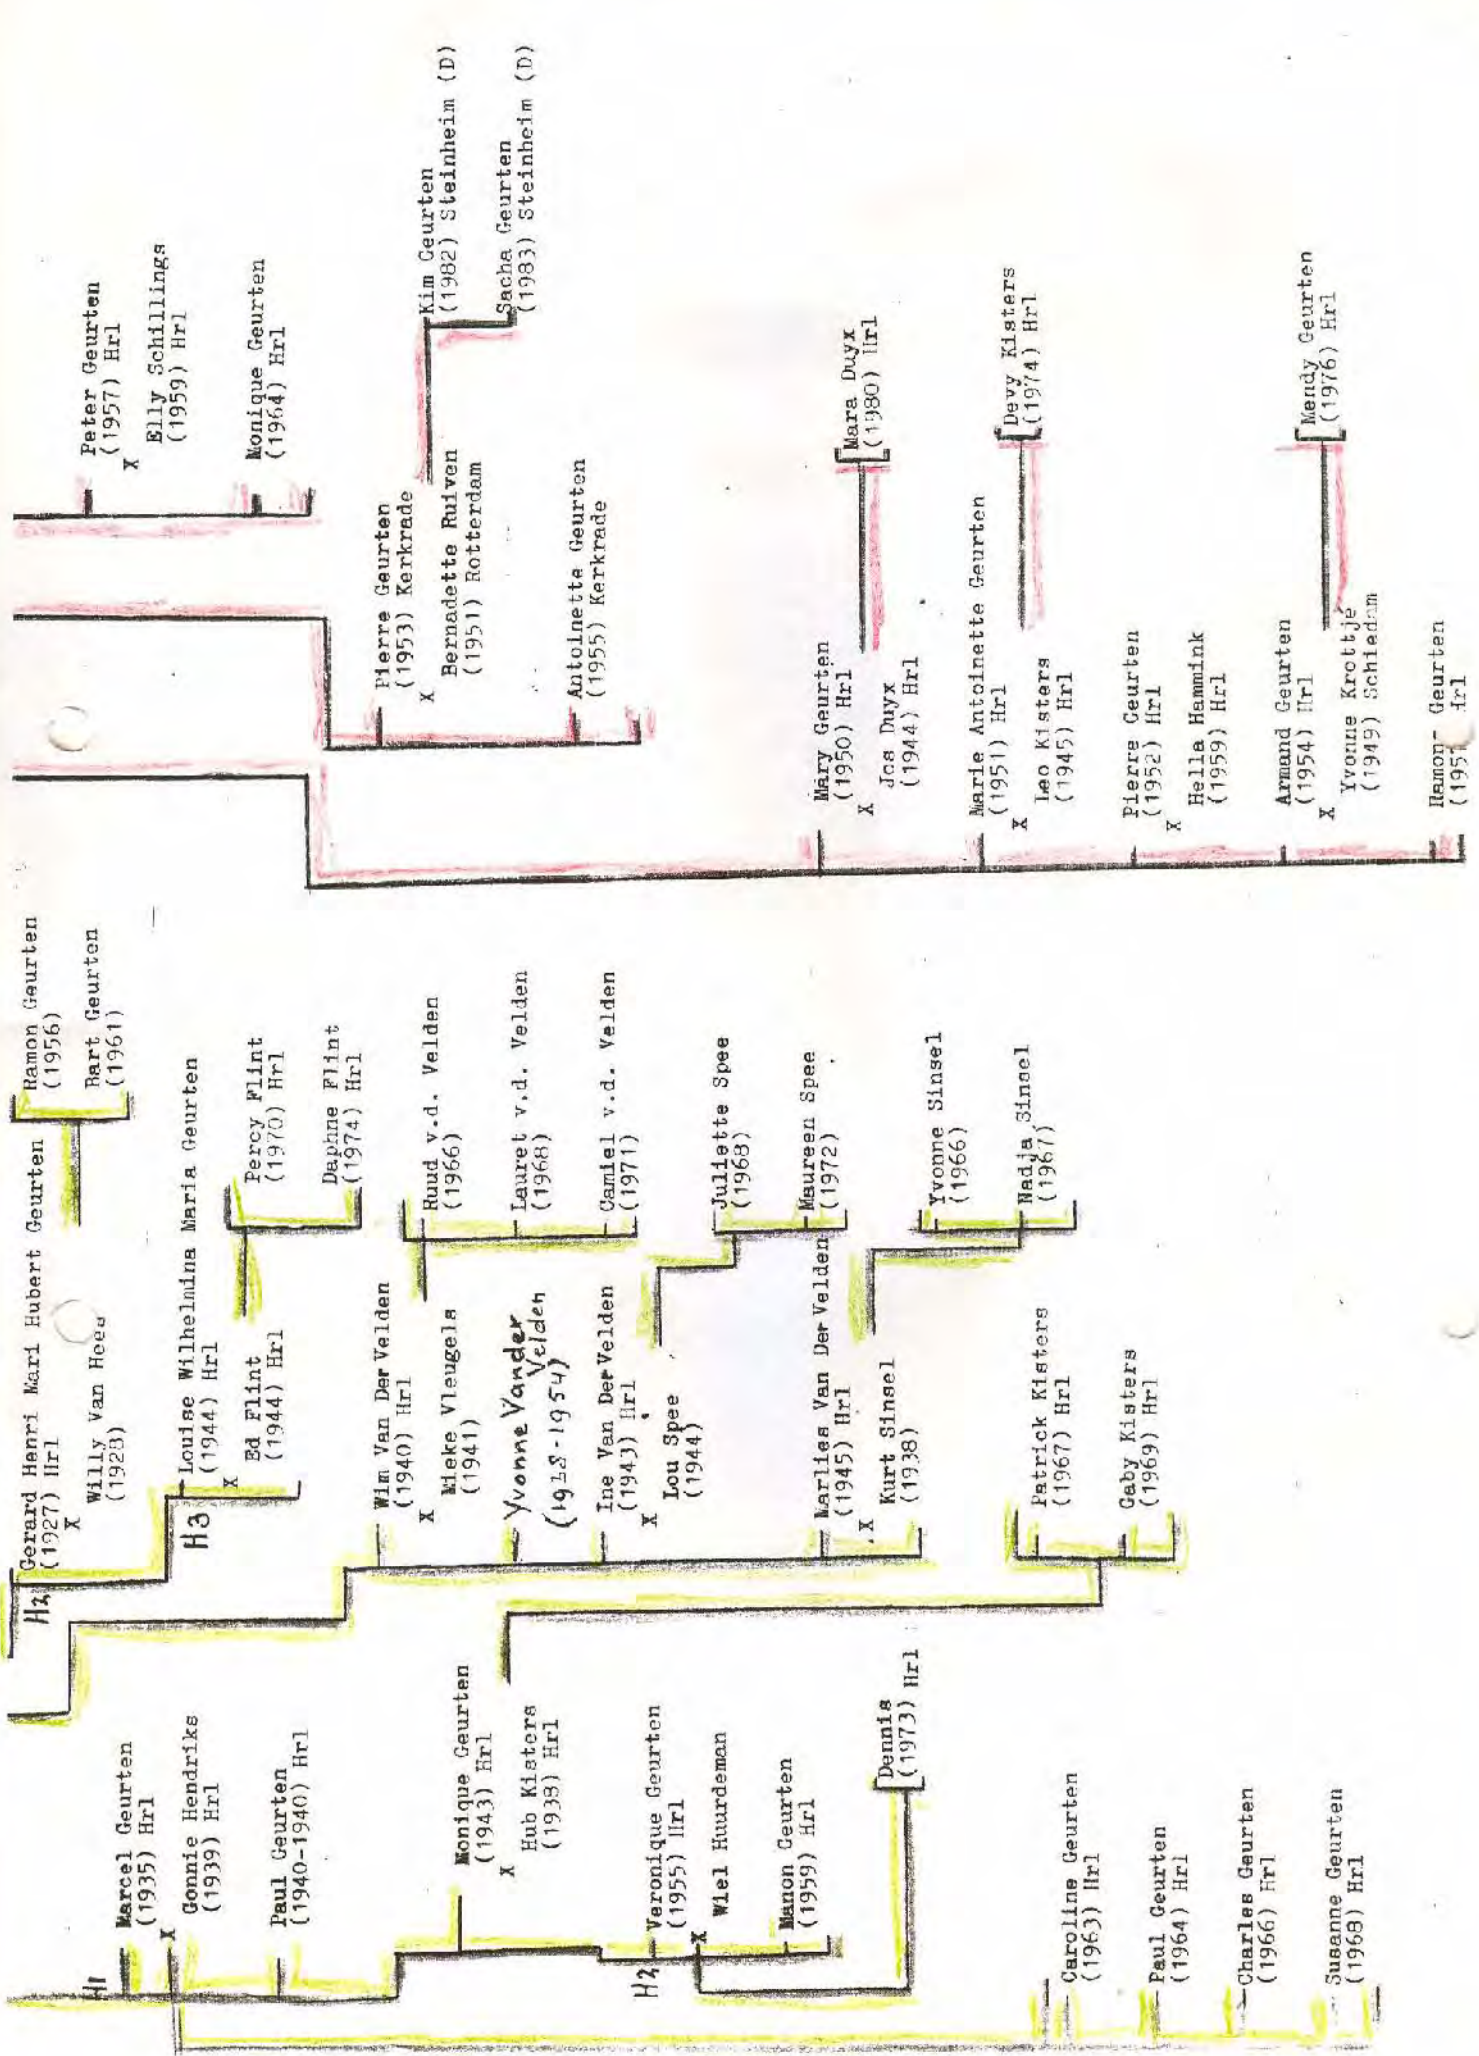 H1
Marcel Geurten
(1935) Hrl
X
Gonnie Hendriks
(1939) Hrl
Paul Geurten
(1940-1940) Hrl
Monique Geurten
(1943) Hrl
X
Hub Kisters
(1938) Hrl
H2
Veronique Geurten
(1955) Hrl
X
Wiel Huurdeman
Manon Geurten
(1959) Hrl
Dennis
(1973) Hrl
Caroline Geurten
(1963) Hrl
Paul Geurten
(1964) Hrl
Charles Geurten
(1966) Hrl
Susanne Geurten
(1968) Hrl
H2
Gerard Henri Mari Hubert Geurten
(1927) Hrl
X
Willy Van Hees
(1928)
H3
Louise Wilhelmina Maria Geurten
(1944) Hrl
X
Ed Flint
(1944) Hrl
Wim Van Der Velden
(1940) Hrl
X
Mieke Vleugels
(1941)
Yvonne Vander
Velden
Ine Van Der Velden
(1943) Hrl
X
Lou Spee
(1944)
Marlies Van Der Velden
(1945) Hrl
X
Kurt Sinsel
(1938)
Patrick Kisters
(1967) Hrl
Gaby Kisters
(1969) Hrl
Ramon Geurten
(1956)
Bart Geurten
(1961)
Percy Flint
(1970) Hrl
Daphne Flint
(1974) Hrl
Ruud v.d. Velden
(1966)
Lauret v.d. Velden
(1968)
Camiel v.d. Velden
(1971)
Juliette Spee
(1968)
Maureen Spee
(1972)
Yvonne Sinsel
(1966)
Nadja Sinsel
(1967)
Mary Geurten
(1950) Hrl
X
Jos Duyx
(1944) Hrl
Marie Antoinette Geurten
(1951) Hrl
X
Leo Kisters
(1945) Hrl
Pierre Geurten
(1952) Hrl
X
Hella Hammink
(1959) Hrl
Armand Geurten
(1954) Hrl
X
Yvonne Krottjé
(1949) Schiedam
Geurten
Hrl
Pierre Geurten
(1953) Kerkrade
X
Bernadette Ruiven
(1951) Rotterdam
Antoinette Geurten
(1955) Kerkrade
Mara Duyx
(1980) Hrl
Devy Kisters
(1974) Hrl
Mendy Geurten
(1976) Hrl
Peter Geurten
(1957) Hrl
X
Elly Schillings
(1959) Hrl
Monique Geurten
(1964) Hrl
Kim Geurten
(1982) Steinheim (D)
Sacha Geurten
(1983) Steinheim (D)